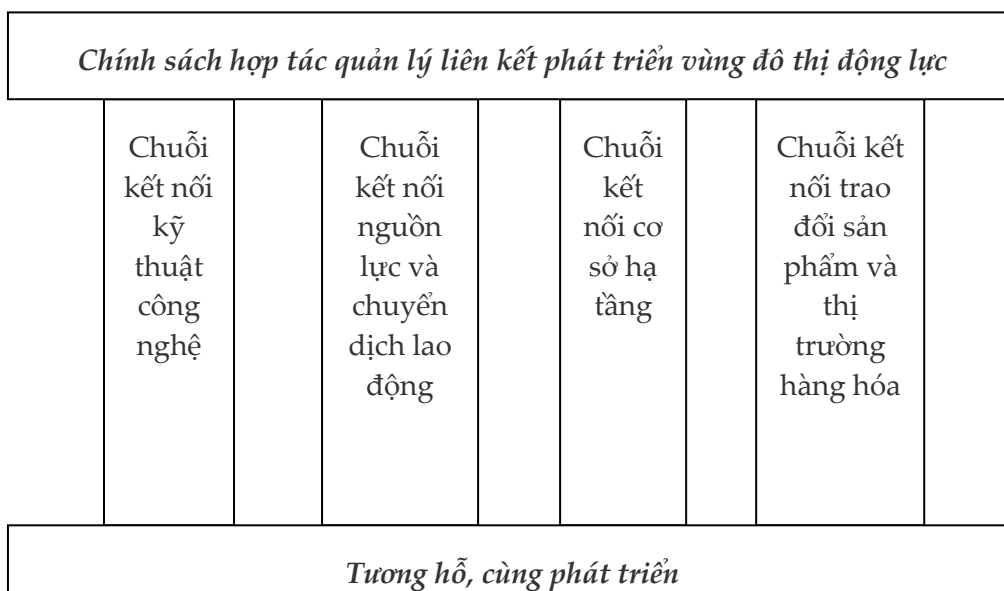 Chính sách hợp tác quản lý liên kết phát triển vùng đô thị động lực
Chuỗi
kết nối
kỹ
thuật
công
nghệ
Chuỗi
kết nối
nguồn
lực và
chuyển
dịch lao
động
Chuỗi
kết
nối cơ
sở hạ
tầng
Chuỗi kết
nối trao
đổi sản
phẩm và
thị
trường
hàng hóa
Tương hỗ, cùng phát triển